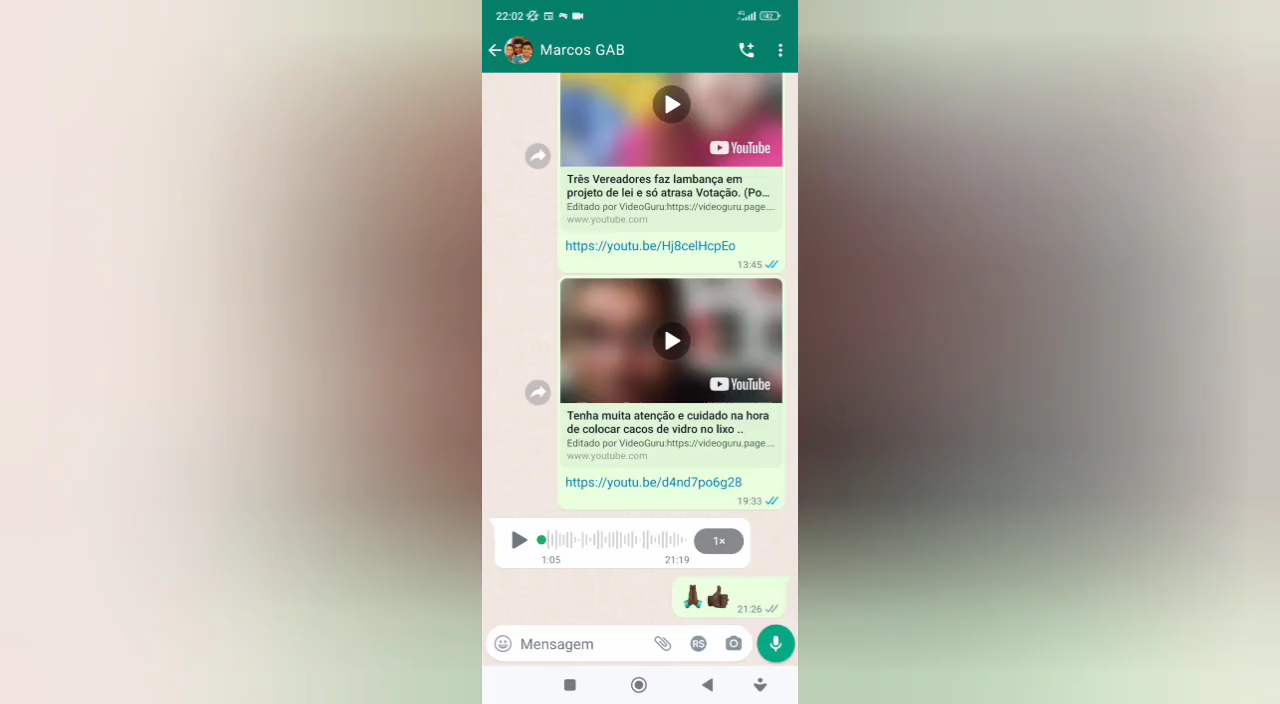 22:02
4G
42
Marcos GAB
YouTube
Três Vereadores faz lambança em
projeto de lei e só atrasa Votação. (Po...
Editado por VideoGuru:https://videoguru.page....
www.youtube.com
https://youtu.be/Hj8celHcpEo
13:45
YouTube
Tenha muita atenção e cuidado na hora
de colocar cacos de vidro no lixo ..
Editado por VideoGuru:https://videoguru.page....
www.youtube.com
https://youtu.be/d4nd7po6g28
19:33
1×
1:05 21:19
21:26
Mensagem
R$